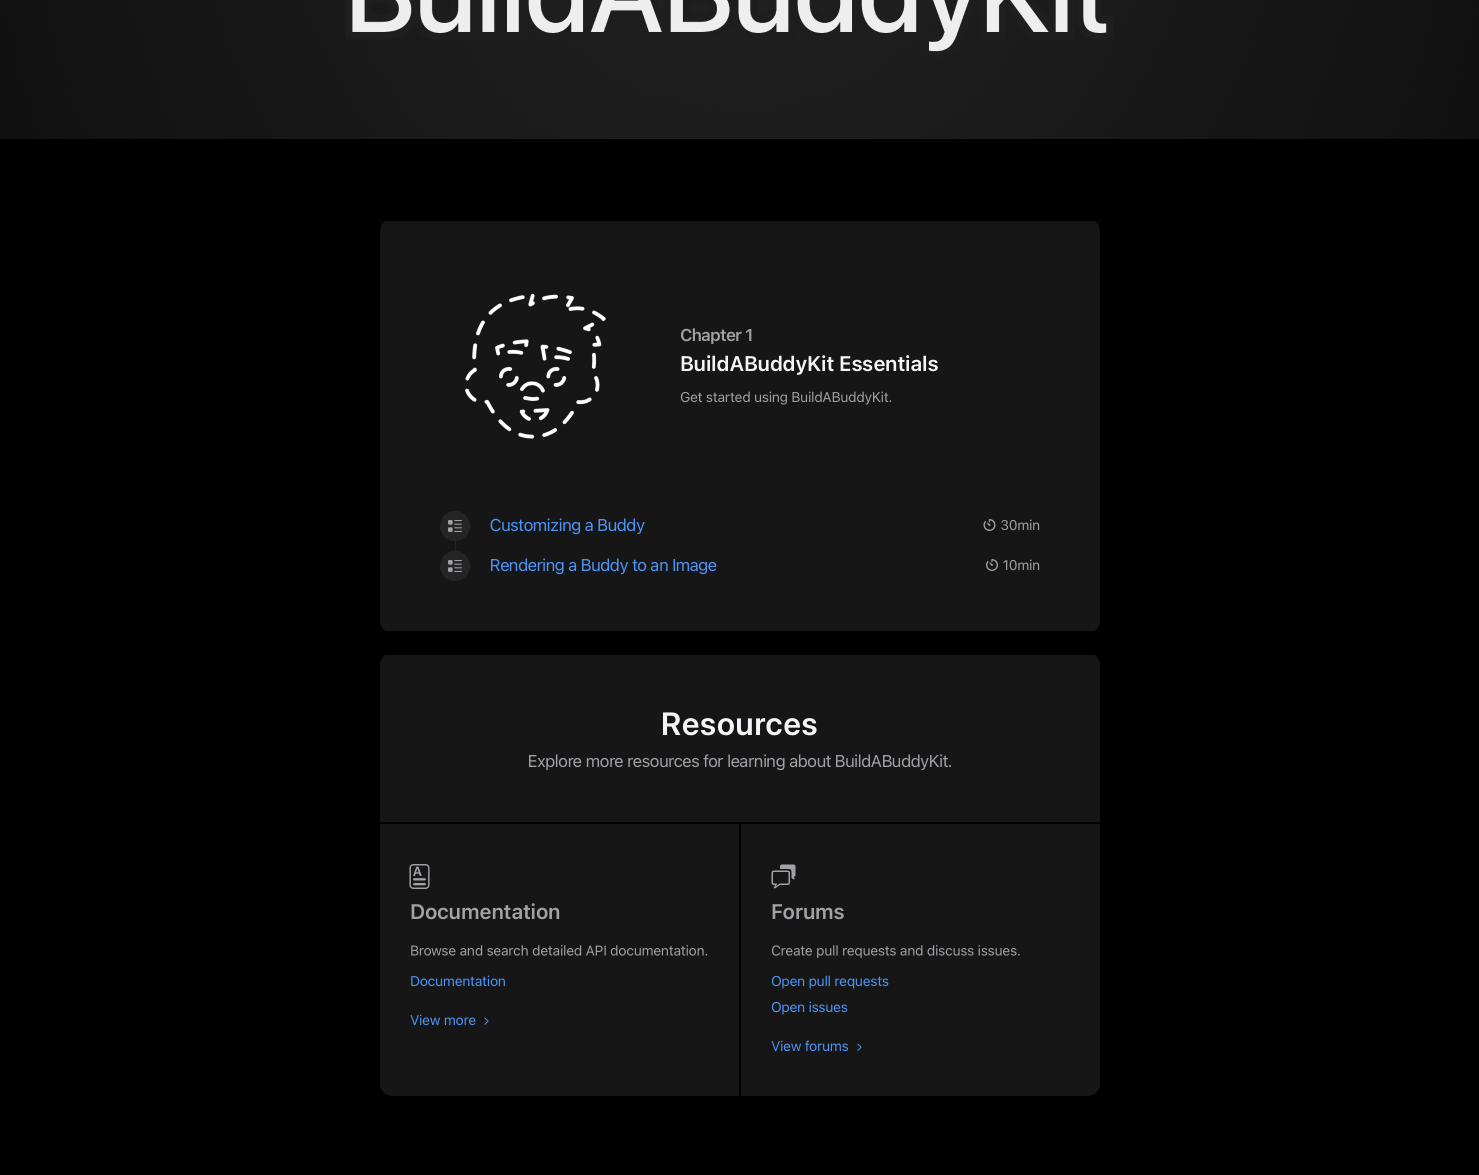 BuildABuddyKit
Chapter 1
BuildABuddyKit Essentials
Get started using BuildABuddyKit.
Customizing a Buddy
30min
Rendering a Buddy to an Image
10min
Resources
Explore more resources for learning about BuildABuddyKit.
Documentation
Browse and search detailed API documentation.
Documentation
View more
Forums
Create pull requests and discuss issues.
Open pull requests
Open issues
View forums